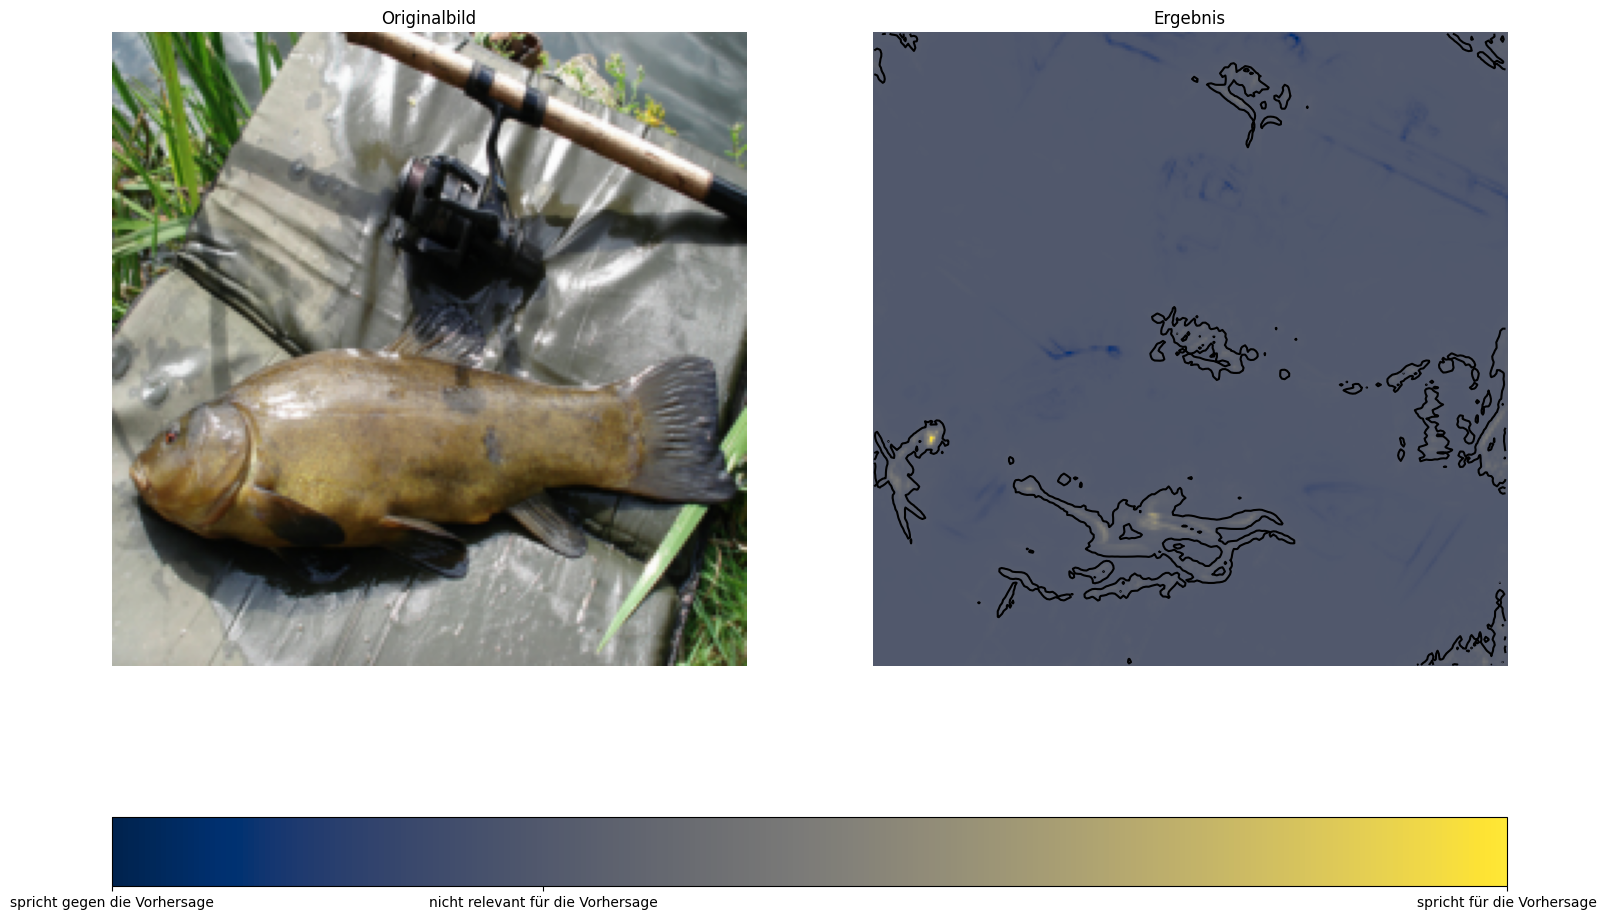 Originalbild
Ergebnis
spricht gegen die Vorhersage
nicht relevant für die Vorhersage
spricht für die Vorhersage